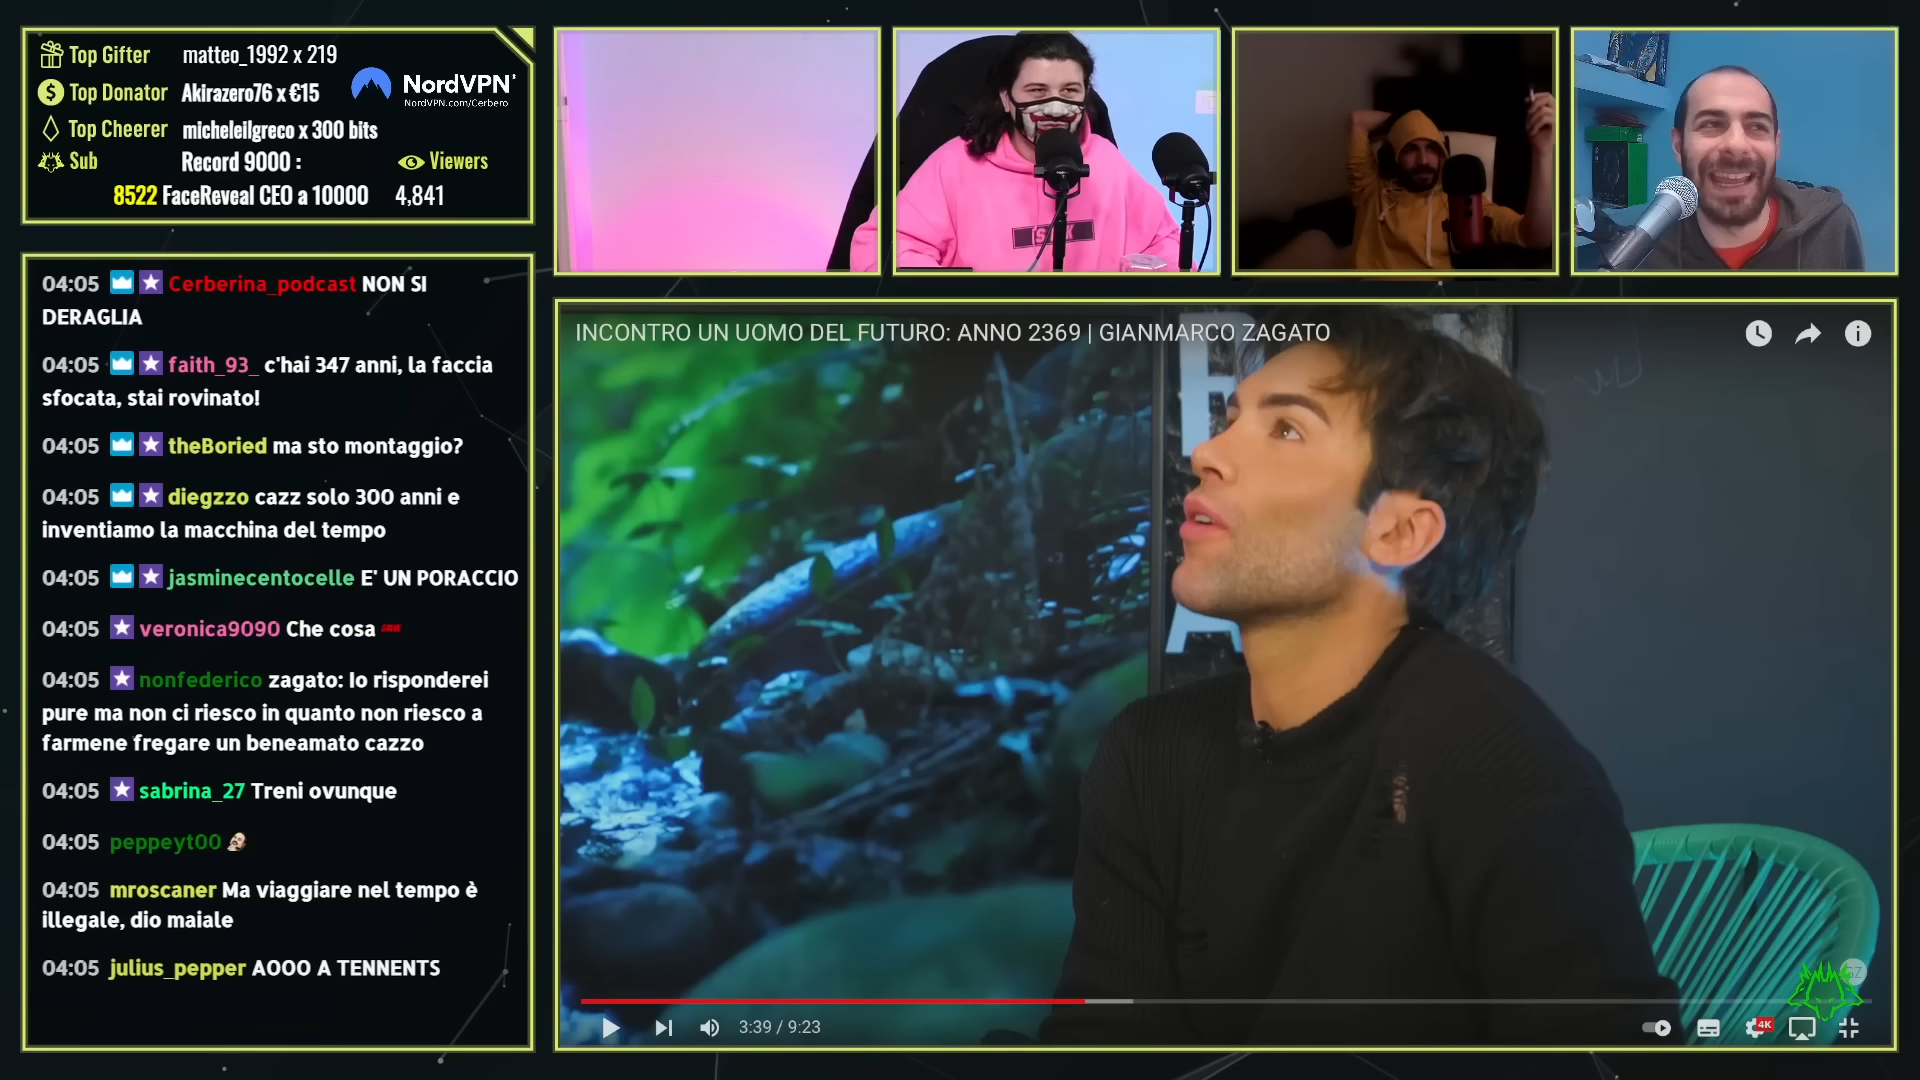 Top Gifter matteo_1992 x 219
Top Donator Akirazero76 x €15
Top Cheerer micheleilgreco x 300 bits
Sub Record 9000 : Viewers
8522 FaceReveal CEO a 10000 4,841
NordVPN
NordVPN.com/Cerbero
04:05 Cerberina_podcast NON SI
DERAGLIA
04:05 faith_93_ c'hai 347 anni, la faccia
sfocata, stai rovinato!
04:05 theBoried ma sto montaggio?
04:05 diegzzo cazz solo 300 anni e
inventiamo la macchina del tempo
04:05 jasminecentocelle E' UN PORACCIO
04:05 veronica9090 Che cosa
04:05 nonfederico zagato: Io risponderei
pure ma non ci riesco in quanto non riesco a
farmene fregare un beneamato cazzo
04:05 sabrina_27 Treni ovunque
04:05 peppeyt00
04:05 mroscaner Ma viaggiare nel tempo è
illegale, dio maiale
04:05 julius_pepper AOOO A TENNENTS
INCONTRO UN UOMO DEL FUTURO: ANNO 2369 | GIANMARCO ZAGATO
3:39 / 9:23
4K